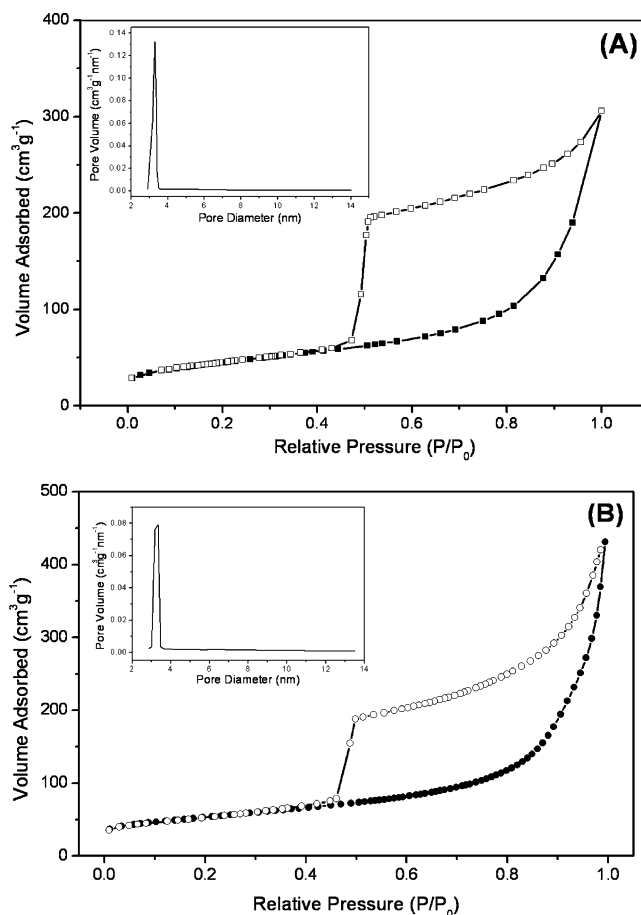 (A)
400
300
200
100
0
Volume Adsorbed (cm³g⁻¹)
0.0 0.2 0.4 0.6 0.8 1.0
Relative Pressure (P/P₀)
0.14
0.12
0.10
0.08
0.06
0.04
0.02
0.00
Pore Volume (cm³g⁻¹nm⁻¹)
2 4 6 8 10 12 14
Pore Diameter (nm)
(B)
500
400
300
200
100
0
Volume Adsorbed (cm³g⁻¹)
0.0 0.2 0.4 0.6 0.8 1.0
Relative Pressure (P/P₀)
0.08
0.06
0.04
0.02
0.00
Pore Volume (cm³g⁻¹nm⁻¹)
2 4 6 8 10 12 14
Pore Diameter (nm)